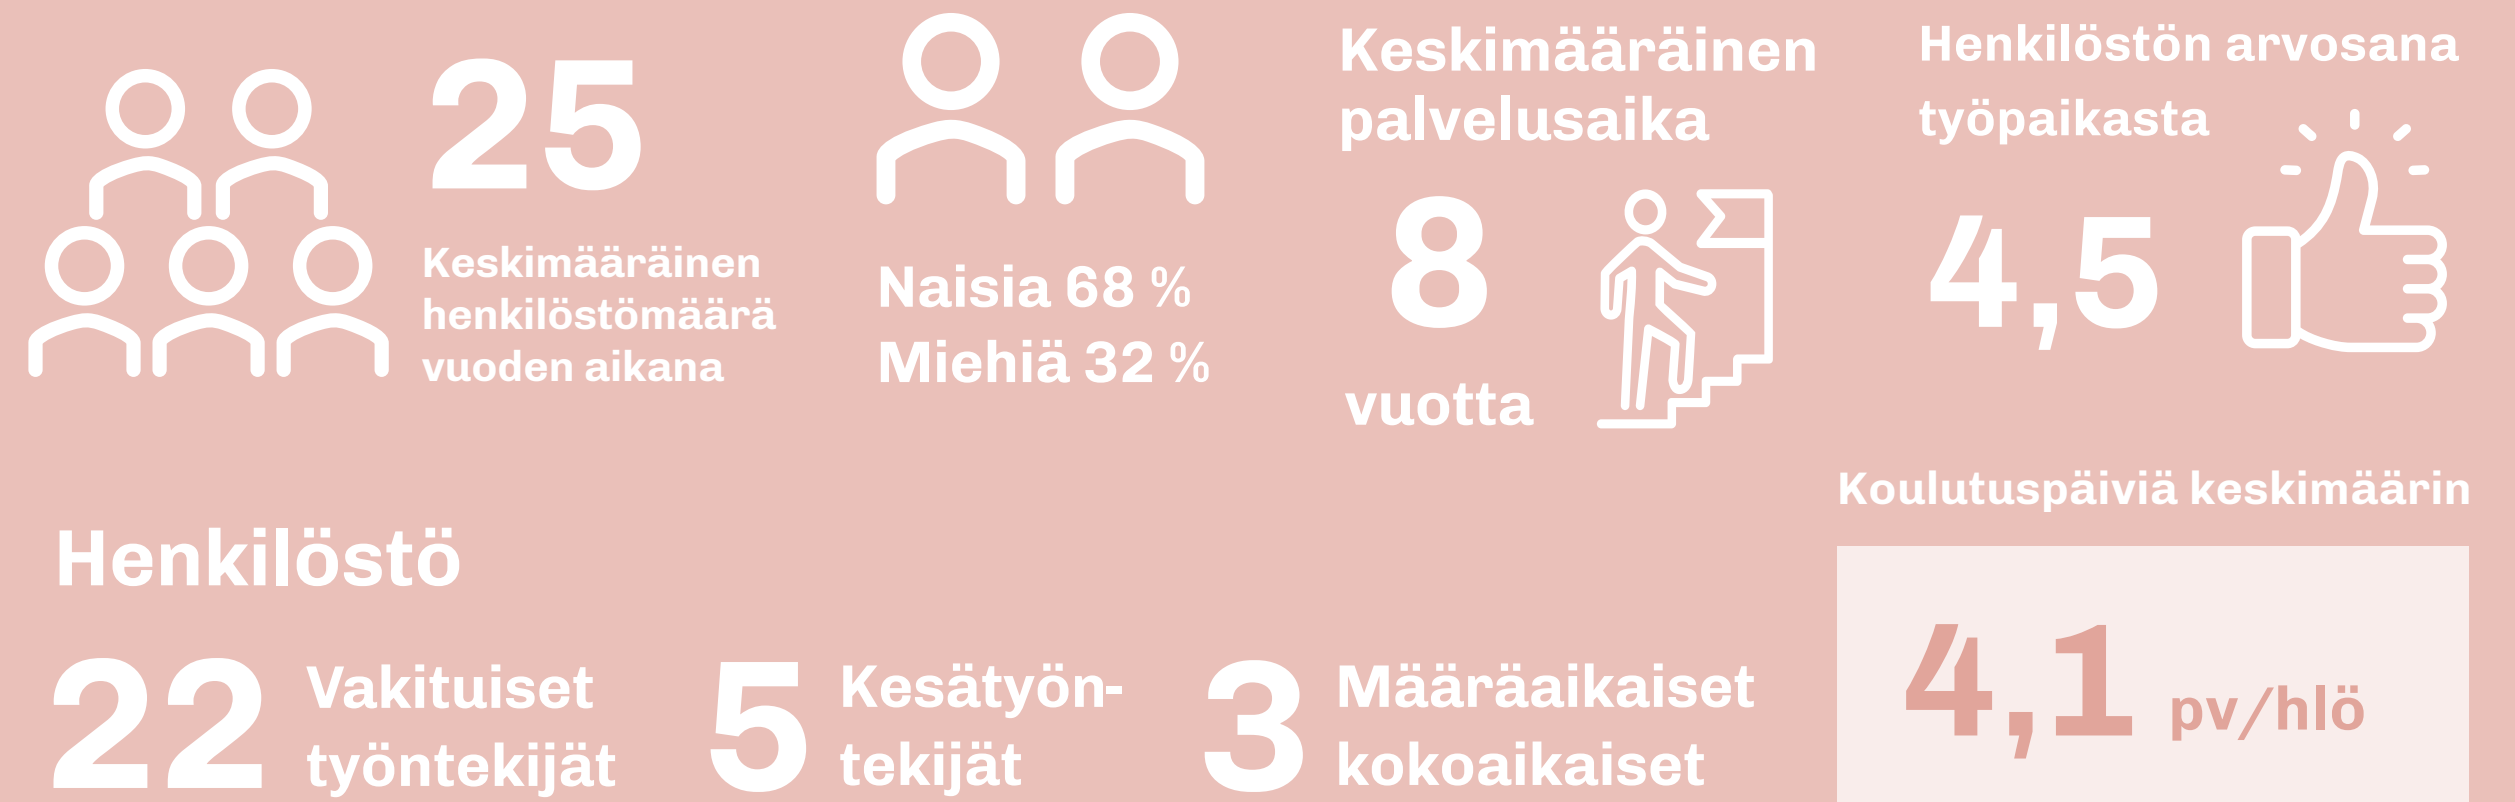 25
Keskimääräinen
henkilöstömäärä
vuoden aikana
Naisia 68 %
Miehiä 32 %
Keskimääräinen
palvelusaika
8
vuotta
Henkilöstön arvosana
työpaikasta
4,5
Henkilöstö
22
Vakituiset
työntekijät
5
Kesätyön-
tekijät
3
Määräaikaiset
kokoaikaiset
Koulutuspäiviä keskimäärin
4,1 pv/hlö